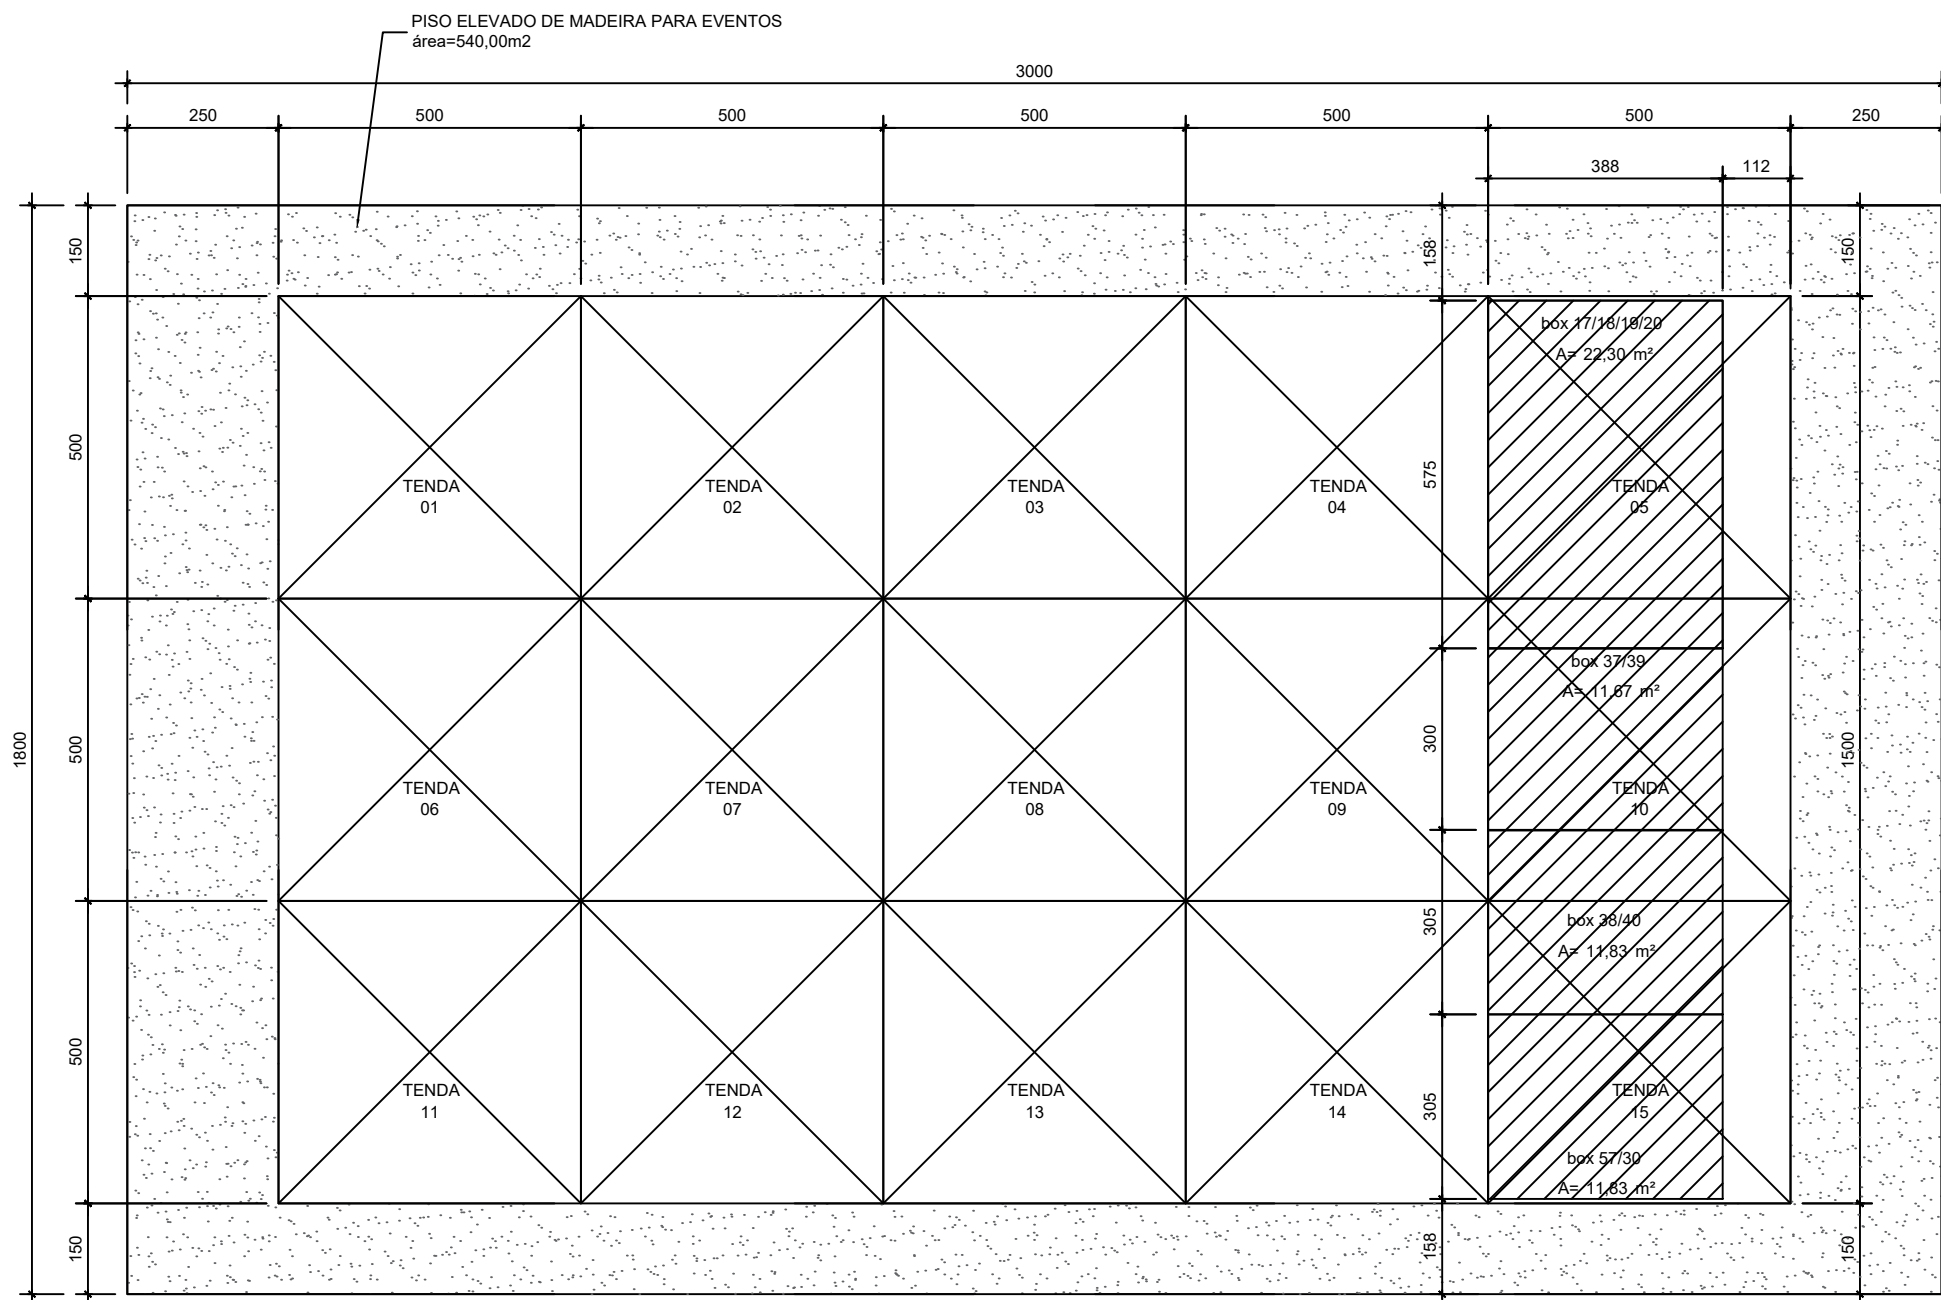 PISO ELEVADO DE MADEIRA PARA EVENTOS
área=540,00m2
3000
250
500
500
500
500
500
250
388
112
150
158
150
box 17/18/19/20
A= 22,30 m²
500
575
TENDA
01
TENDA
02
TENDA
03
TENDA
04
TENDA
05
box 37/39
A= 11,67 m²
1800
500
300
1500
TENDA
06
TENDA
07
TENDA
08
TENDA
09
TENDA
10
305
box 38/40
A= 11,83 m²
500
305
TENDA
11
TENDA
12
TENDA
13
TENDA
14
TENDA
15
box 57/30
A= 11,83 m²
150
158
150